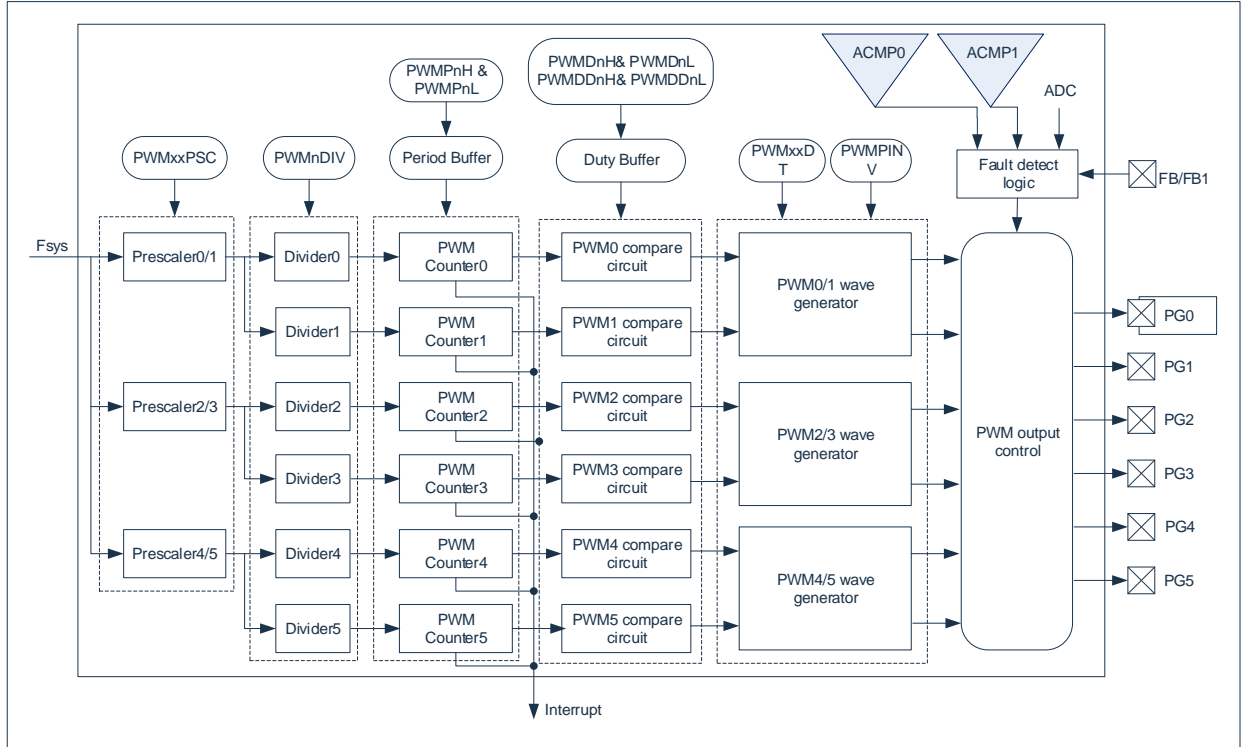 ACMP0
ACMP1
PWMPnH &
PWMPnL
PWMDnH& PWMDnL
PWMDDnH& PWMDDnL
ADC
PWMxxPSC
PWMnDIV
Period Buffer
Duty Buffer
PWMxxD
T
PWMPIN
V
Fault detect
logic
FB/FB1
Fsys
Prescaler0/1
Divider0
PWM
Counter0
PWM0 compare
circuit
PWM0/1 wave
generator
Divider1
PWM
Counter1
PWM1 compare
circuit
PG0
PG1
Prescaler2/3
Divider2
PWM
Counter2
PWM2 compare
circuit
PWM2/3 wave
generator
PWM output
control
PG2
Divider3
PWM
Counter3
PWM3 compare
circuit
PG3
PG4
Prescaler4/5
Divider4
PWM
Counter4
PWM4 compare
circuit
PWM4/5 wave
generator
PG5
Divider5
PWM
Counter5
PWM5 compare
circuit
Interrupt